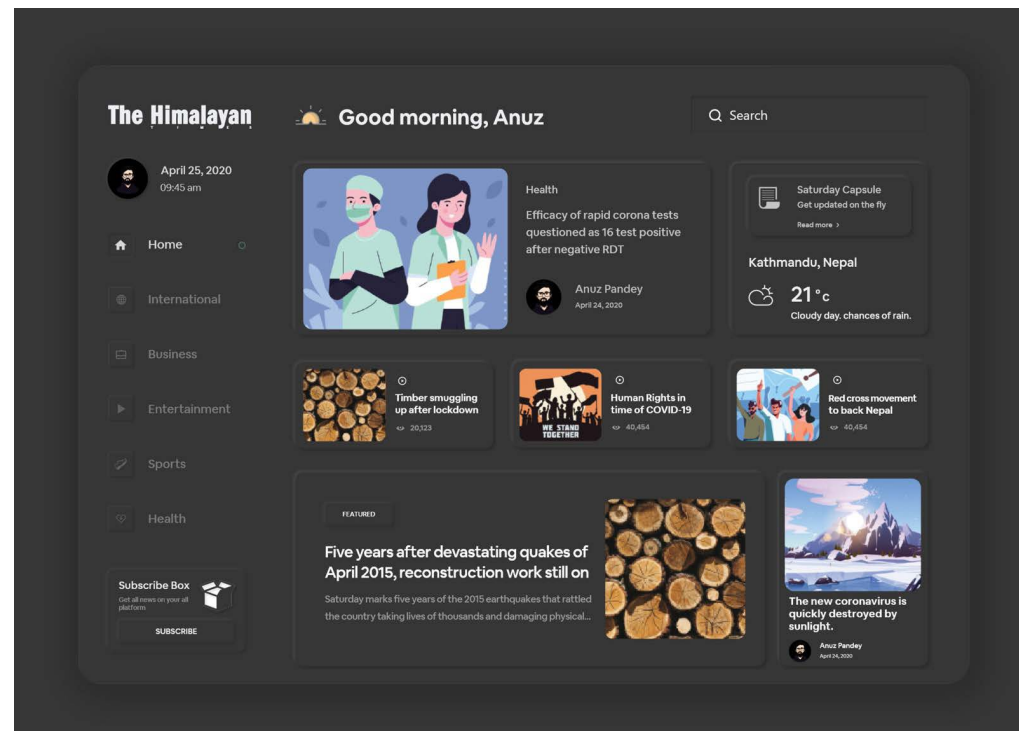 The Himalayan
Good morning, Anuz
Search
April 25, 2020
09:45 am
Home
International
Business
Entertainment
Sports
Health
Subscribe Box
Get all news on your all
platform
SUBSCRIBE
Health
Efficacy of rapid corona tests
questioned as 16 test positive
after negative RDT
Anuz Pandey
April 24, 2020
Saturday Capsule
Get updated on the fly
Read more >
Kathmandu, Nepal
21°c
Cloudy day. chances of rain.
Timber smuggling
up after lockdown
20,123
WE STAND
TOGETHER
Human Rights in
time of COVID-19
40,454
Red cross movement
to back Nepal
40,454
FEATURED
Five years after devastating quakes of
April 2015, reconstruction work still on
Saturday marks five years of the 2015 earthquakes that rattled
the country taking lives of thousands and damaging physical...
The new coronavirus is
quickly destroyed by
sunlight.
Anuz Pandey
April 24, 2020